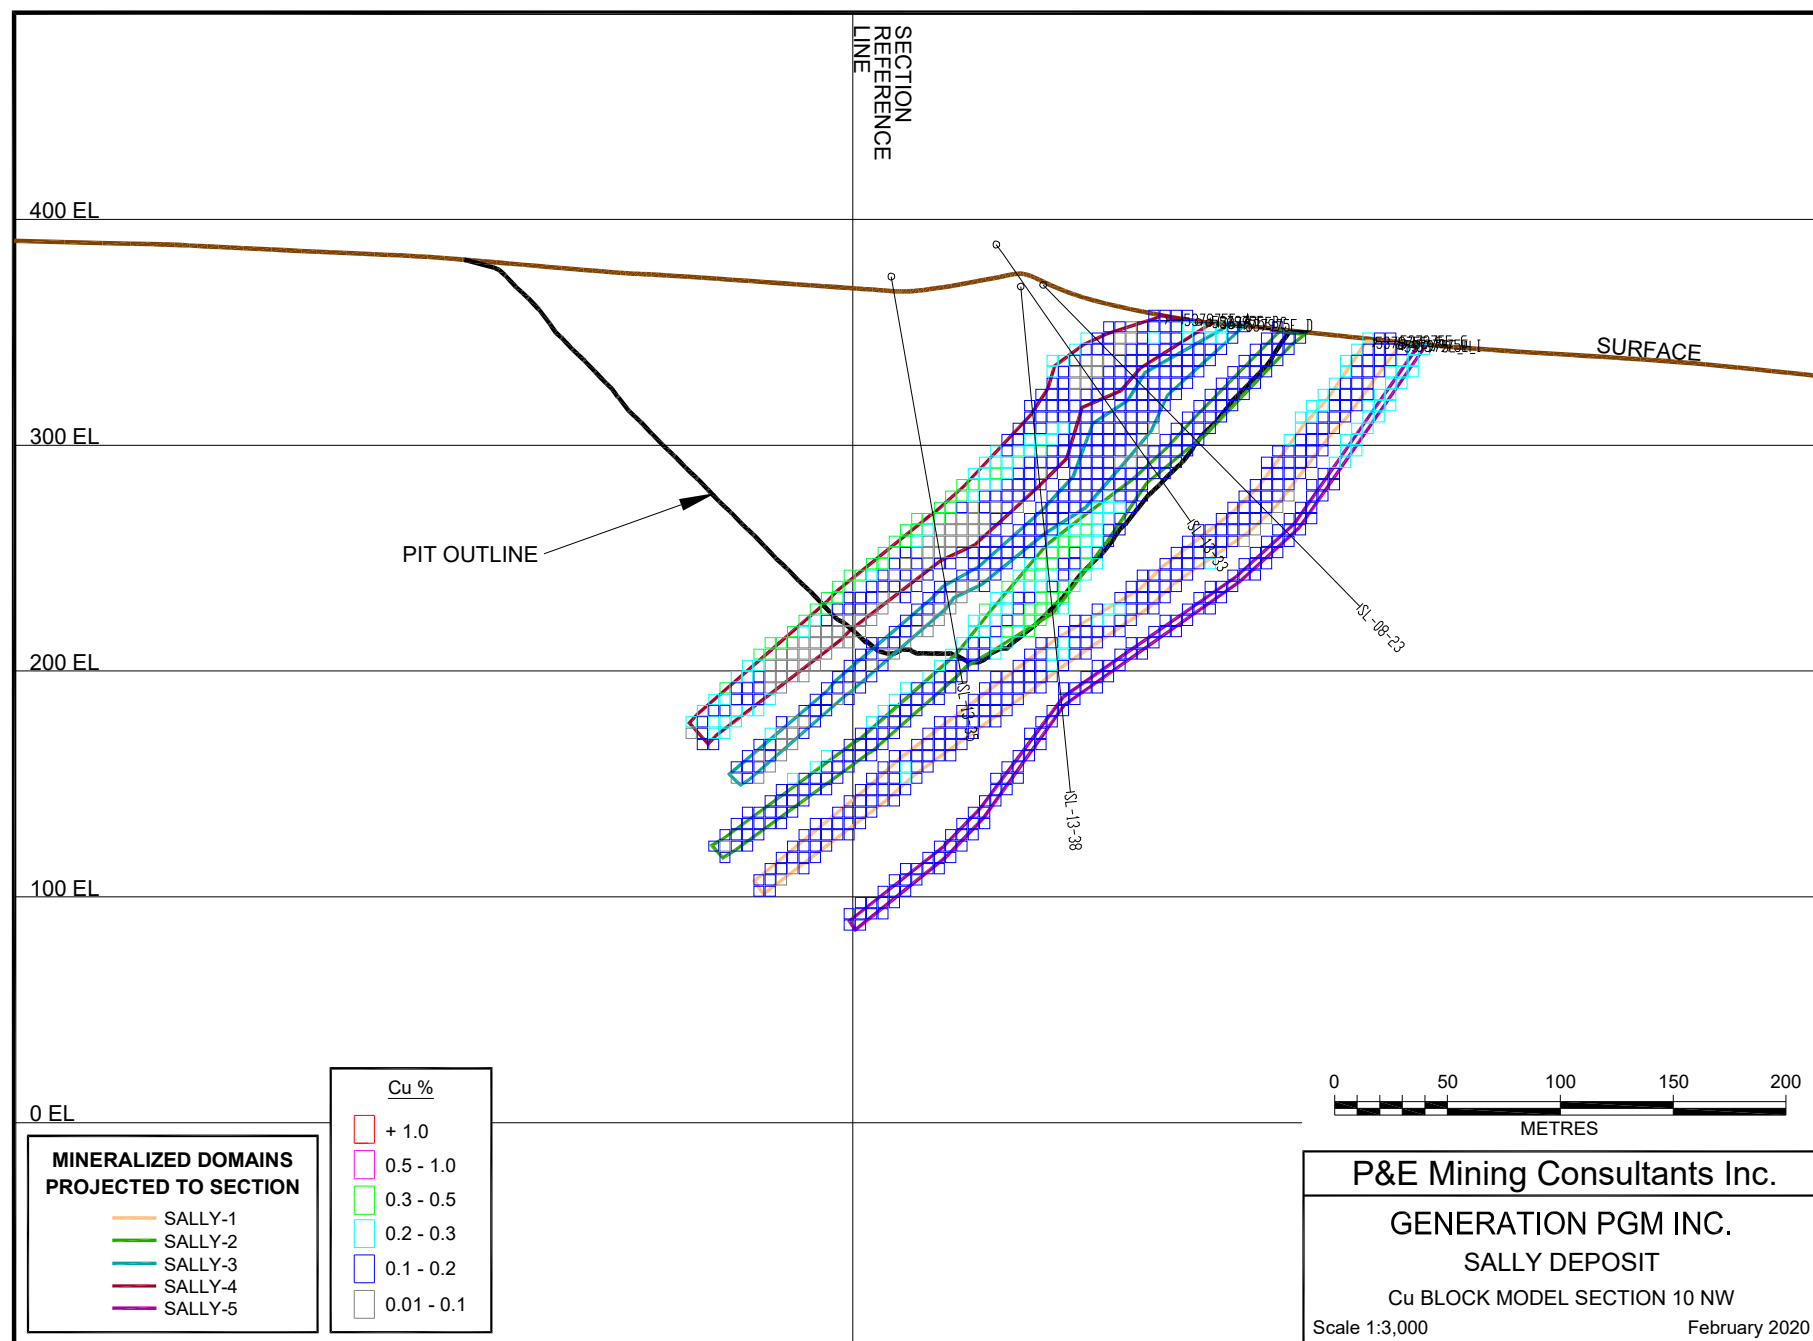 SECTION
REFERENCE
LINE
400 EL
SURFACE
300 EL
PIT OUTLINE
SL-13-33
SL-08-23
200 EL
SL-13-35
SL-13-38
100 EL
0 EL
MINERALIZED DOMAINS
PROJECTED TO SECTION
SALLY-1
SALLY-2
SALLY-3
SALLY-4
SALLY-5
Cu %
+ 1.0
0.5 - 1.0
0.3 - 0.5
0.2 - 0.3
0.1 - 0.2
0.01 - 0.1
0 50 100 150 200
METRES
P&E Mining Consultants Inc.
GENERATION PGM INC.
SALLY DEPOSIT
Cu BLOCK MODEL SECTION 10 NW
Scale 1:3,000 February 2020